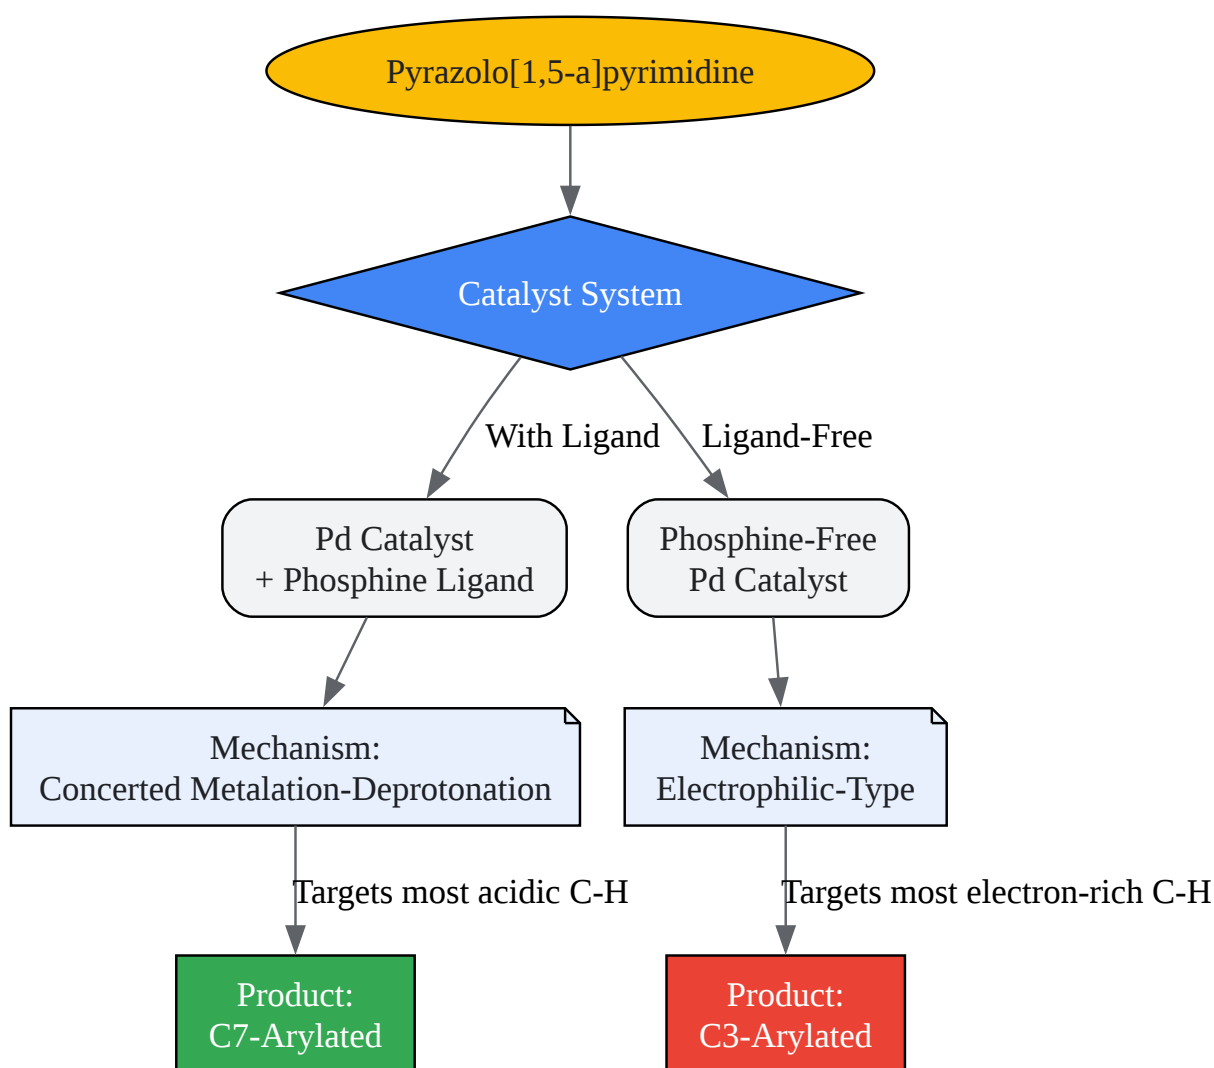 Pyrazolo[1,5-a]pyrimidine
Catalyst System
With Ligand
Ligand-Free
Pd Catalyst
+ Phosphine Ligand
Phosphine-Free
Pd Catalyst
Mechanism:
Concerted Metalation-Deprotonation
Mechanism:
Electrophilic-Type
Targets most acidic C-H
Targets most electron-rich C-H
Product:
C7-Arylated
Product:
C3-Arylated